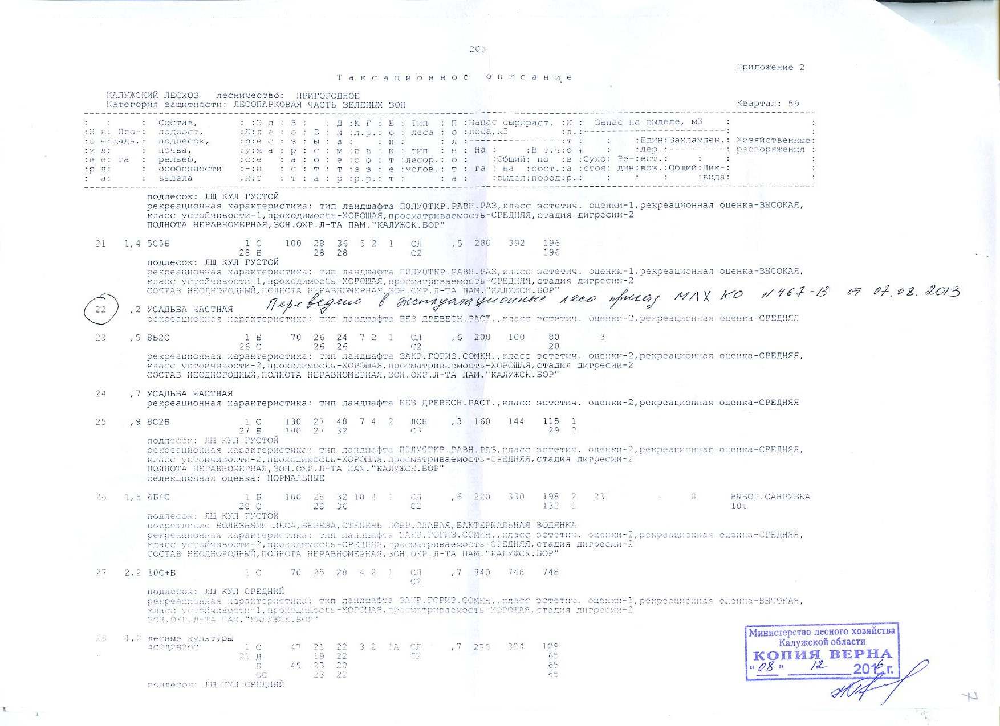 205
Приложение 2
Т а к с а ц и о н н о е   о п и с а н и е
КАЛУЖСКИЙ ЛЕСХОЗ   лесничество:  ПРИГОРОДНОЕ
Категория защитности: ЛЕСОПАРКОВАЯ ЧАСТЬ ЗЕЛЕНЫХ ЗОН   Квартал: 59
:   :     :  Состав,        : :Э л : В :   : Д :К Г : Б : Тип  : П :Запас сырораст. :К :  Запас на выделе, м3    :              :
:Н  в: Пло-:  подрост,       :Я:л е : о : В : и :л.р.: о : леса : о :леса,м3         :л.:-------------------------:              :
:о ы:щадь,:  подлесок,      :р:е с : з : ы : а :    : н :      : л :----------------:т :    :    :Един:Захламлен.: Хозяйственные:
:м д:     :  почва,         :у:м а : р : с : м :в в : и : тип  : н : На :     :В т.ч:о :    :    :дер.:----------: распоряжения :
:е е: га  :  рельеф,        :с:е   : а : о : е :о о : т :лесор.: о :    :Общий: по  :в :Сухо: Ре-:ест.:     :    :              :
:р л:     :  особенности    :-:н   : с : т : т :з з : е :услов.: т : га : на  :сост.:а :стоя: дин:воз.:Общий:Лик-:              :
: а:     :  выдела         :н:т   : т : а : р :р.р.: т :      : а :    :выдел:пород:р.:    :    :    :     :вида:              :
подлесок: ЛЩ КУЛ ГУСТОЙ
рекреационная характеристика: тип ландшафта ПОЛУОТКР.РАВН.РАЗ,класс эстетич. оценки-1,рекреационная оценка-ВЫСОКАЯ,
класс устойчивости-1,проходимость-ХОРОШАЯ,просматриваемость-СРЕДНЯЯ,стадия дигрессии-2
ПОЛНОТА НЕРАВНОМЕРНАЯ,ЗОН.ОХР.Л-ТА ПАМ."КАЛУЖСК.БОР"
21 1,4 5С5Б 1 С 100 28 36 5 2 1 СЛ ,5 280 392 196
28 Б 28 28 С2 196
подлесок: ЛЩ КУЛ ГУСТОЙ
рекреационная характеристика: тип ландшафта ПОЛУОТКР.РАВН.РАЗ,класс эстетич. оценки-1,рекреационная оценка-ВЫСОКАЯ,
класс устойчивости-1,проходимость-ХОРОШАЯ,просматриваемость-СРЕДНЯЯ,стадия дигресии-2
СОСТАВ НЕОДНОРОДНЫЙ,ПОЛНОТА НЕРАВНОМЕРНАЯ,ЗОН.ОХР.Л-ТА ПАМ."КАЛУЖСК.БОР"
Переведено в эксплуатационные леса приказ МЛХ КО N 467-13 от 07.08.2013
22 ,2 УСАДЬБА ЧАСТНАЯ
рекреационная характеристика: тип ландшафта БЕЗ ДРЕВЕСН.РАСТ.,класс эстетич. оценки-2,рекреационная оценка-СРЕДНЯЯ
23 ,5 8Б2С 1 Б 70 26 24 7 2 1 СЛ ,6 200 100 80 3
26 С 26 26 С2 20
рекреационная характеристика: тип ландшафта ЗАКР.ГОРИЗ.СОМКН.,класс эстетич. оценки-2,рекреационная оценка-СРЕДНЯЯ,
класс устойчивости-2,проходимость-ХОРОШАЯ,просматриваемость-ХОРОШАЯ,стадия дигресии-2
СОСТАВ НЕОДНОРОДНЫЙ,ПОЛНОТА НЕРАВНОМЕРНАЯ,ЗОН.ОХР.Л-ТА ПАМ."КАЛУЖСК.БОР"
24 ,7 УСАДЬБА ЧАСТНАЯ
рекреационная характеристика: тип ландшафта БЕЗ ДРЕВЕСН.РАСТ.,класс эстетич. оценки-2,рекреационная оценка-СРЕДНЯЯ
25 ,9 8С2Б 1 С 130 27 48 7 4 2 ЛСН ,3 160 144 115 1
27 Б 100 27 32 С3 29 2
подлесок: ЛЩ КУЛ ГУСТОЙ
рекреационная характеристика: тип ландшафта ПОЛУОТКР.РАВН.РАЗ,класс эстетич. оценки-2,рекреационная оценка-СРЕДНЯЯ,
класс устойчивости-2,проходимость-ХОРОШАЯ,просматриваемость-СРЕДНЯЯ,стадия дигресии-2
ПОЛНОТА НЕРАВНОМЕРНАЯ,ЗОН.ОХР.Л-ТА ПАМ."КАЛУЖСК.БОР"
селекционная оценка: НОРМАЛЬНЫЕ
26 1,5 6Б4С 1 Б 100 28 32 10 4 1 СЛ ,6 220 330 198 2 23 8 ВЫБОР.САНРУБКА
28 С 28 36 С2 132 1 10%
подлесок: ЛЩ КУЛ ГУСТОЙ
повреждение БОЛЕЗНЯМИ ЛЕСА,БЕРЕЗА,СТЕПЕНЬ ПОВР.СЛАБАЯ,БАКТЕРИАЛЬНАЯ ВОДЯНКА
рекреационная характеристика: тип ландшафта ЗАКР.ГОРИЗ.СОМКН.,класс эстетич. оценки-2,рекреационная оценка-СРЕДНЯЯ,
класс устойчивости-2,проходимость-СРЕДНЯЯ,просматриваемость-СРЕДНЯЯ,стадия дигресии-2
СОСТАВ НЕОДНОРОДНЫЙ,ПОЛНОТА НЕРАВНОМЕРНАЯ,ЗОН.ОХР.Л-ТА ПАМ."КАЛУЖСК.БОР"
27 2,2 10С+Б 1 С 70 25 28 4 2 1 СЛ ,7 340 748 748
С2
подлесок: ЛЩ КУЛ СРЕДНИЙ
рекреационная характеристика: тип ландшафта ЗАКР.ГОРИЗ.СОМКН.,класс эстетич. оценки-1,рекреационная оценка-ВЫСОКАЯ,
класс устойчивости-1,проходимость-ХОРОШАЯ,просматриваемость-ХОРОШАЯ,стадия дигресии-2
ЗОН.ОХР.Л-ТА ПАМ."КАЛУЖСК.БОР"
28 1,2 лесные культуры
4С2Д2Б2ОС 1 С 47 21 22 3 2 1А СЛ ,7 270 324 129
21 Д 19 22 С2 65
Б 45 23 20 65
ОС 23 22 65
подлесок: ЛЩ КУЛ СРЕДНИЙ
Министерство лесного хозяйства
Калужской области
КОПИЯ ВЕРНА
"08" 12 2016г.